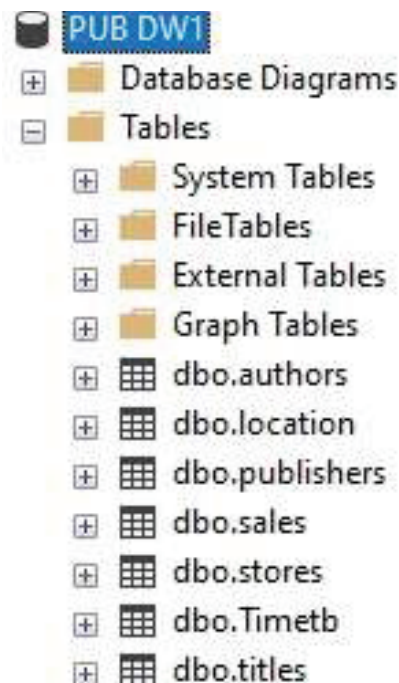 PUB DW1
Database Diagrams
Tables
System Tables
FileTables
External Tables
Graph Tables
dbo.authors
dbo.location
dbo.publishers
dbo.sales
dbo.stores
dbo.Timetb
dbo.titles